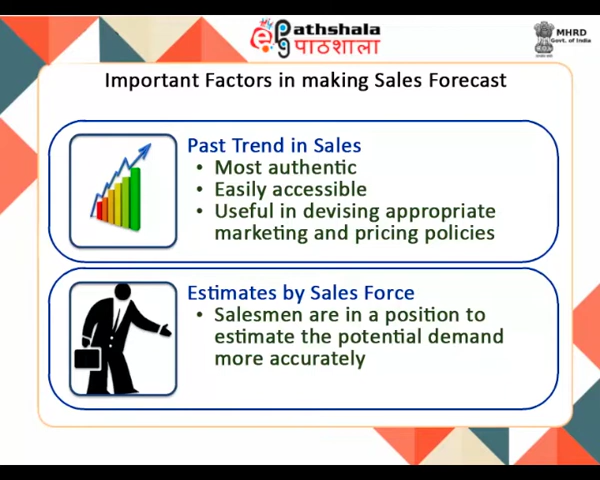 e pg Pathshala
पाठशाला
MHRD
Govt. of India
Important Factors in making Sales Forecast
Past Trend in Sales
• Most authentic
• Easily accessible
• Useful in devising appropriate
marketing and pricing policies
Estimates by Sales Force
• Salesmen are in a position to
estimate the potential demand
more accurately